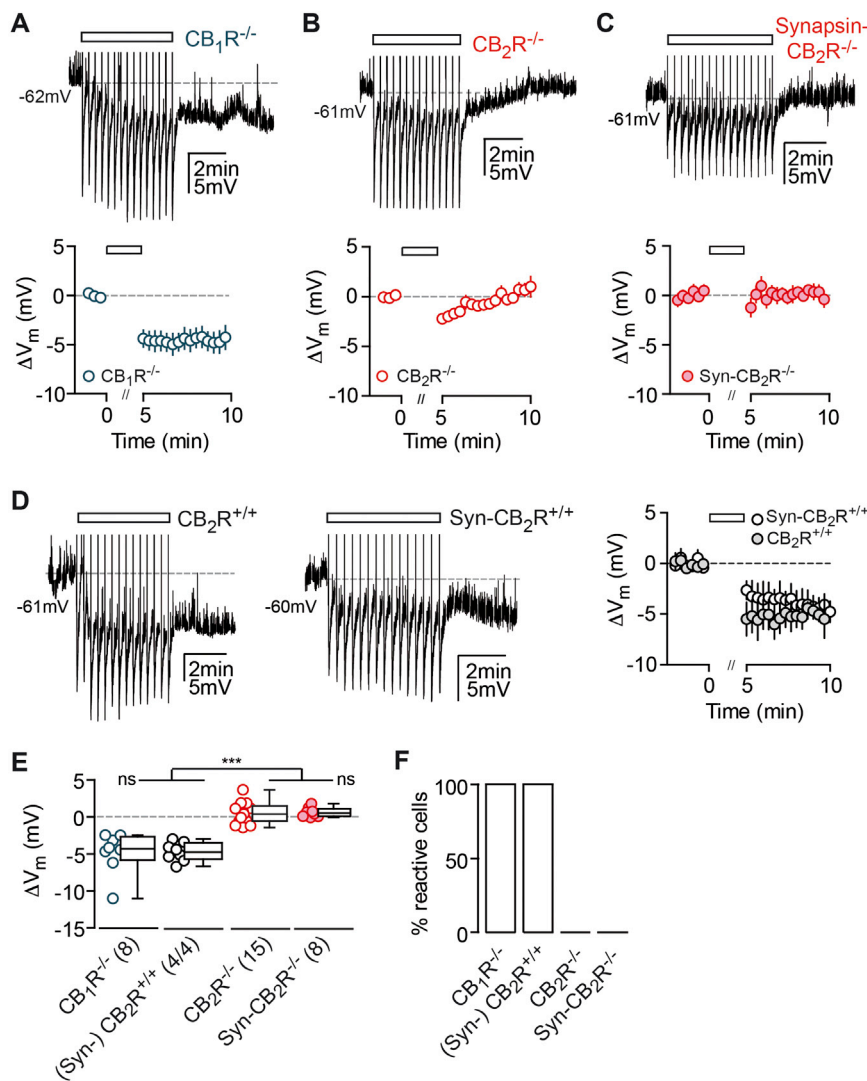 A
CB1R-/-
-62mV
2min
5mV
B
CB2R-/-
-61mV
2min
5mV
C
Synapsin-
CB2R-/-
-61mV
2min
5mV
ΔVm (mV)
5
0
-5
-10
CB1R-/-
0
//
5
10
Time (min)
ΔVm (mV)
5
0
-5
-10
CB2R-/-
0
//
5
10
Time (min)
ΔVm (mV)
5
0
-5
-10
Syn-CB2R-/-
0
//
5
10
Time (min)
D
CB2R+/+
-61mV
2min
5mV
Syn-CB2R+/+
-60mV
2min
5mV
ΔVm (mV)
5
0
-5
-10
Syn-CB2R+/+
CB2R+/+
0
//
5
10
Time (min)
E
ΔVm (mV)
5
0
-5
-10
-15
ns
***
ns
CB1R-/- (8)
(Syn-) CB2R+/+ (4/4)
CB2R-/- (15)
Syn-CB2R-/- (8)
F
% reactive cells
100
50
0
CB1R-/-
(Syn-) CB2R+/+
CB2R-/-
Syn-CB2R-/-